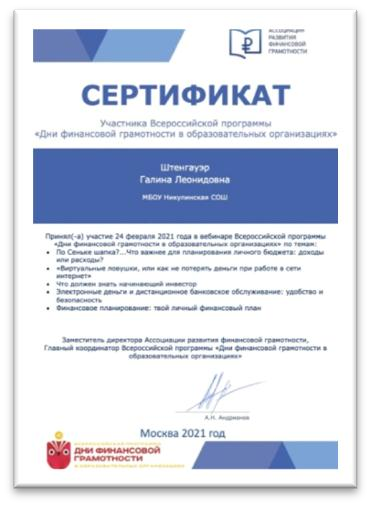 АССОЦИАЦИЯ
РАЗВИТИЯ
ФИНАНСОВОЙ
ГРАМОТНОСТИ
СЕРТИФИКАТ
Участника Всероссийской программы
«Дни финансовой грамотности в образовательных организациях»
Штенгауэр
Галина Леонидовна
МБОУ Никулинская СОШ
Принял(-а) участие 24 февраля 2021 года в вебинаре Всероссийской программы
«Дни финансовой грамотности в образовательных организациях» по темам:
• По Сеньке шапка?...Что важнее для планирования личного бюджета: доходы
или расходы?
• «Виртуальные ловушки, или как не потерять деньги при работе в сети
интернет»
• Что должен знать начинающий инвестор
• Электронные деньги и дистанционное банковское обслуживание: удобство и
безопасность
• Финансовое планирование: твой личный финансовый план
Заместитель директора Ассоциации развития финансовой грамотности,
Главный координатор Всероссийской программы «Дни финансовой грамотности в
образовательных организациях»
А.Н. Андрианов
Москва 2021 год
ВСЕРОССИЙСКАЯ ПРОГРАММА
ДНИ ФИНАНСОВОЙ
ГРАМОТНОСТИ
В ОБРАЗОВАТЕЛЬНЫХ ОРГАНИЗАЦИЯХ